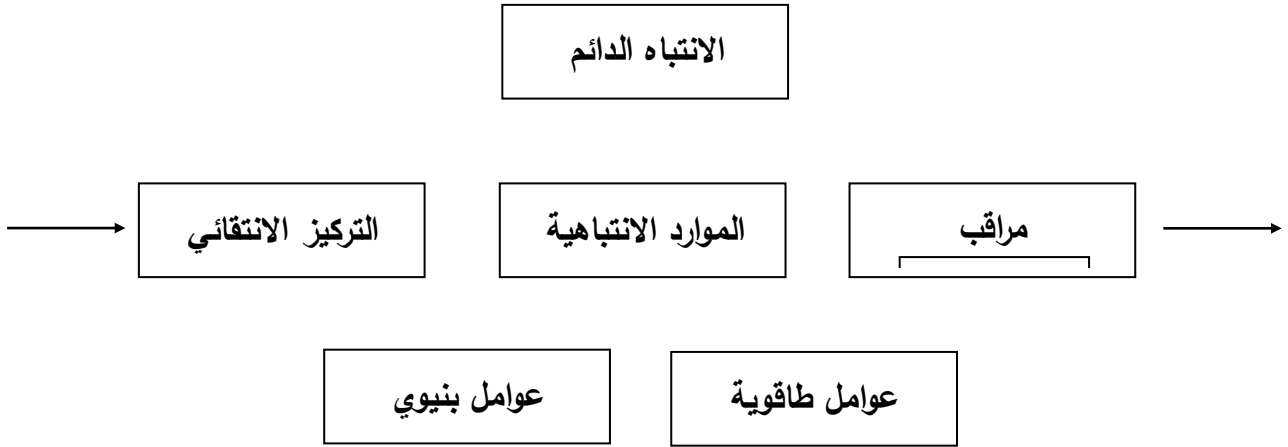 الانتباه الدائم
التركيز الانتقائي
الموارد الانتباهية
مراقب
عوامل بنيوي
عوامل طاقوية